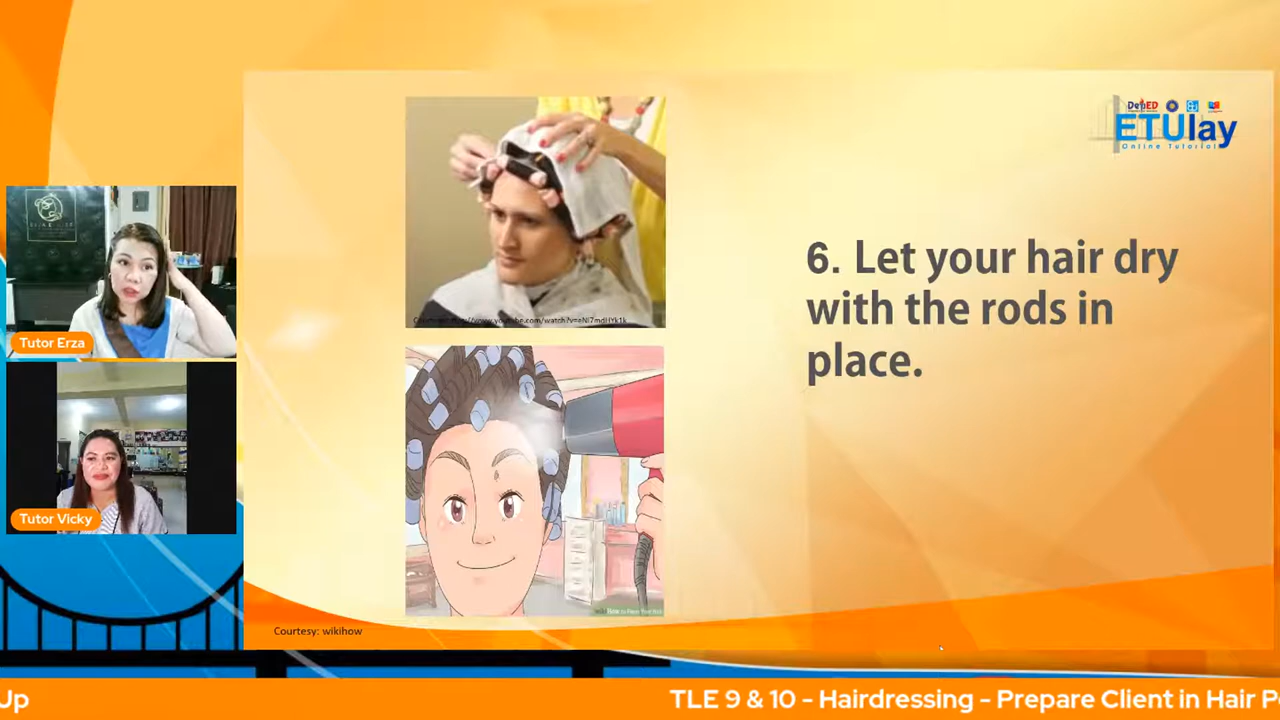 DepED
ETUlay
Online Tutorial
6. Let your hair dry
with the rods in
place.
Tutor Erza
Tutor Vicky
Courtesy: wikihow
Up
TLE 9 & 10 - Hairdressing - Prepare Client in Hair P